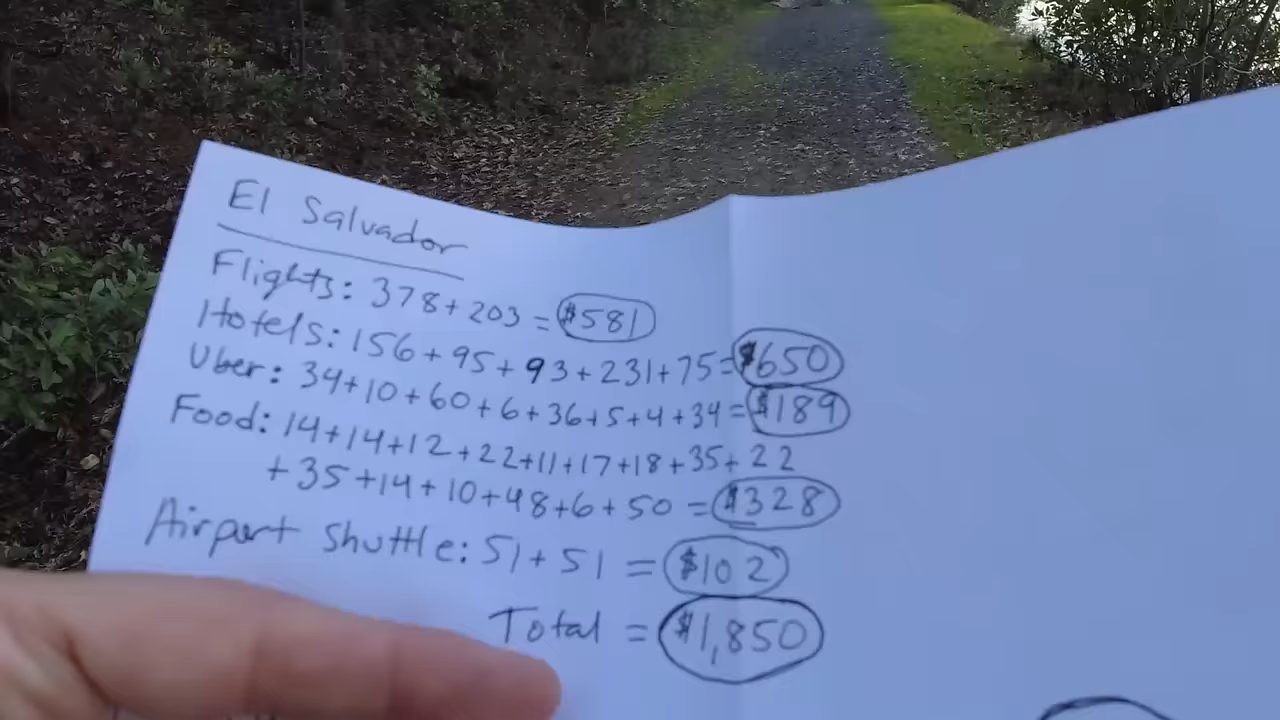 El Salvador
Flights: 378+203 = $581
Hotels: 156+95+93+231+75=$650
Uber: 34+10+60+6+36+5+4+34=$189
Food: 14+14+12+22+11+17+18+35+22
+35+14+10+48+6+50 = $328
Airport Shuttle: 51+51 = $102
Total = $1,850